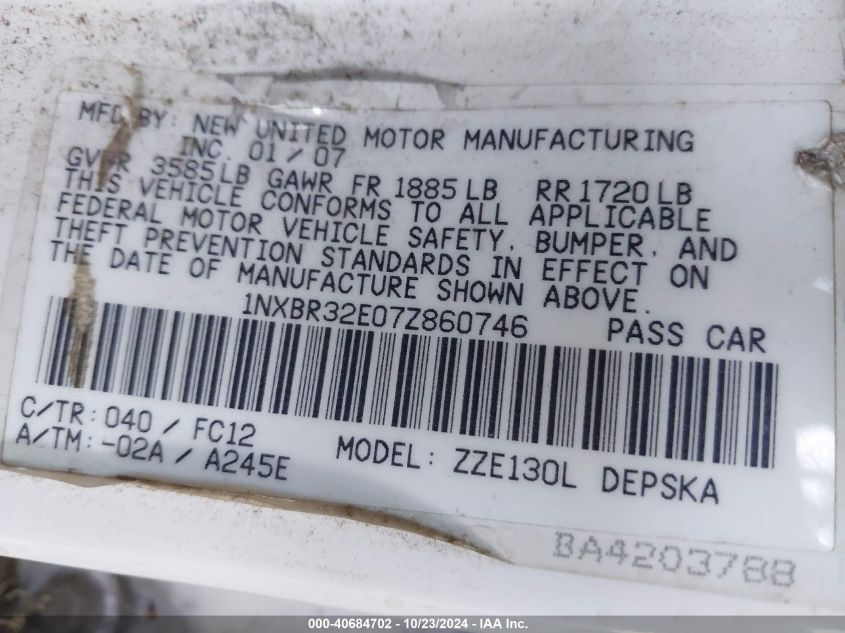 MFD BY: NEW UNITED MOTOR MANUFACTURING
INC. 01/07
GVWR 3585LB GAWR FR 1885LB RR1720LB
THIS VEHICLE CONFORMS TO ALL APPLICABLE
FEDERAL MOTOR VEHICLE SAFETY, BUMPER, AND
THEFT PREVENTION STANDARDS IN EFFECT ON
THE DATE OF MANUFACTURE SHOWN ABOVE.
1NXBR32E07Z860746 PASS CAR
C/TR: 040 / FC12
A/TM: -02A / A245E
MODEL: ZZE130L DEPSKA
BA4203788
000-40684702 - 10/23/2024 - IAA Inc.